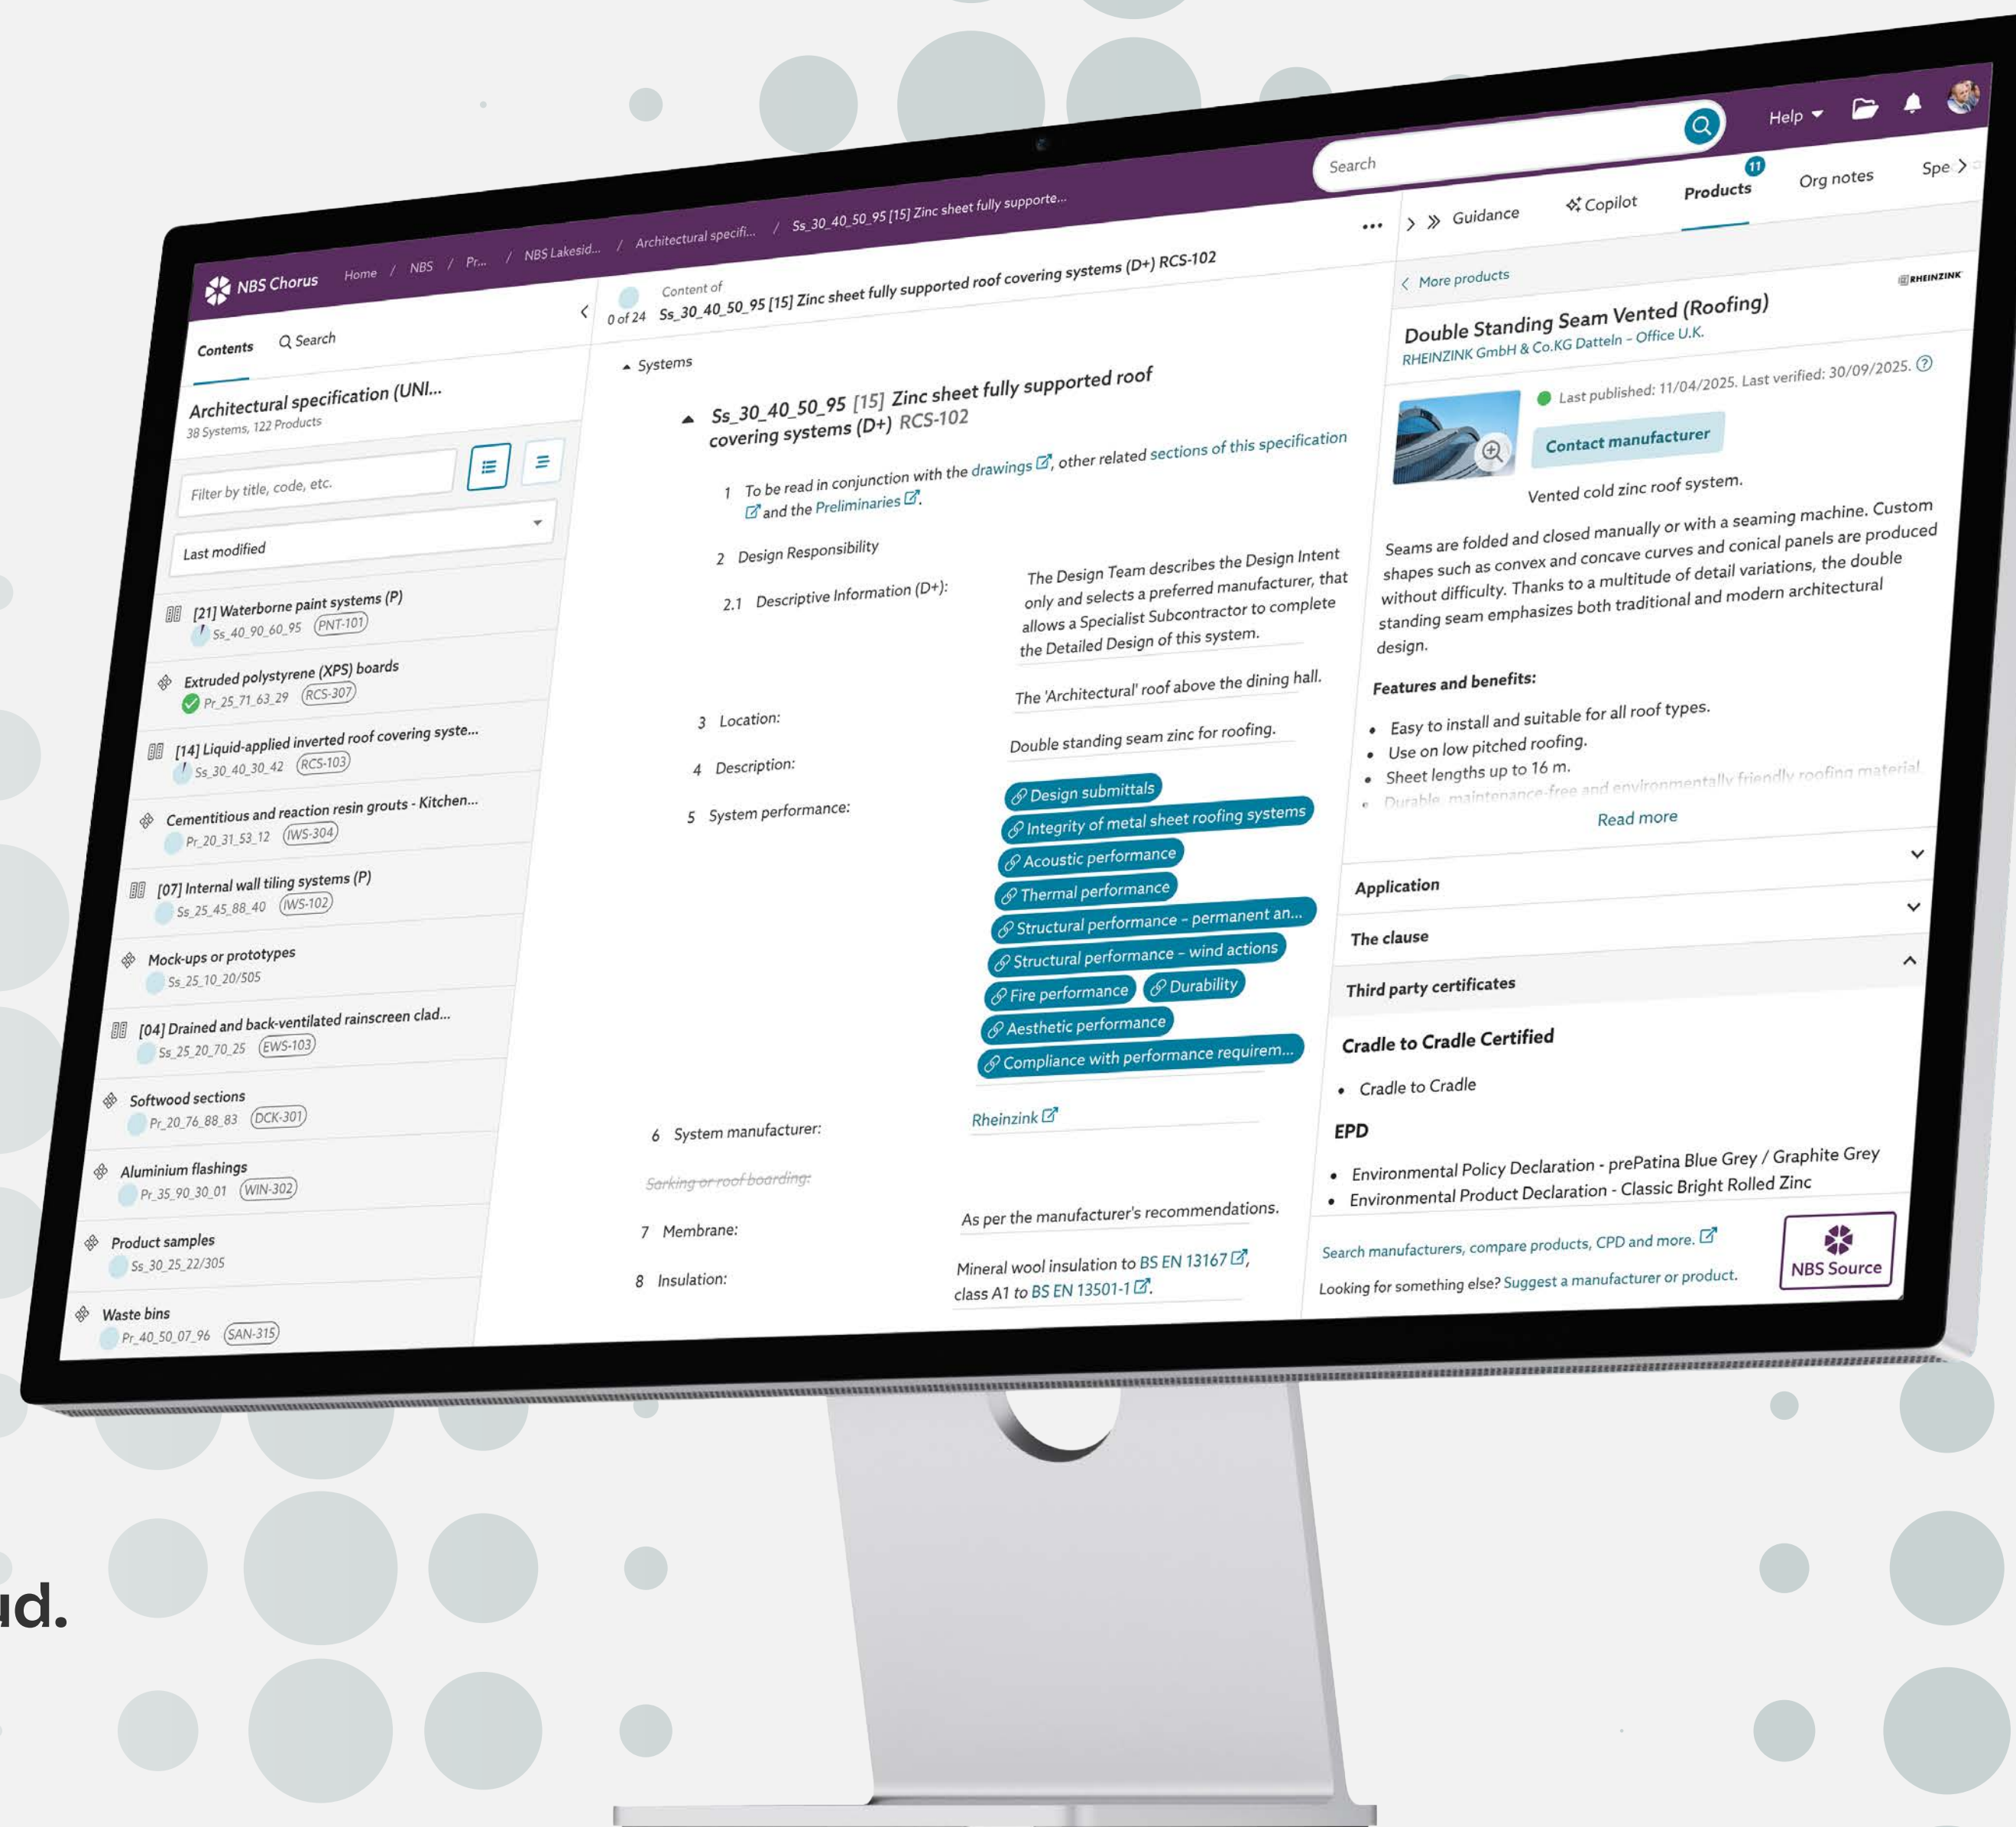 NBS Chorus
Home / NBS / Pr... / NBS Lakesid... / Architectural specifi... / Ss_30_40_50_95 [15] Zinc sheet fully supporte...
Search
Help
Contents
Search
Architectural specification (UNI...
38 Systems, 122 Products
Filter by title, code, etc.
Last modified
[21] Waterborne paint systems (P)
Ss_40_90_60_95 PNT-101
Extruded polystyrene (XPS) boards
Pr_25_71_63_29 RCS-307
[14] Liquid-applied inverted roof covering syste...
Ss_30_40_30_42 RCS-103
Cementitious and reaction resin grouts - Kitchen...
Pr_20_31_53_12 IWS-304
[07] Internal wall tiling systems (P)
Ss_25_45_88_40 IWS-102
Mock-ups or prototypes
Ss_25_10_20/505
[04] Drained and back-ventilated rainscreen clad...
Ss_25_20_70_25 EWS-103
Softwood sections
Pr_20_76_88_83 DCK-301
Aluminium flashings
Pr_35_90_30_01 WIN-302
Product samples
Ss_30_25_22/305
Waste bins
Pr_40_50_07_96 SAN-315
Content of
0 of 24 Ss_30_40_50_95 [15] Zinc sheet fully supported roof covering systems (D+) RCS-102
Systems
Ss_30_40_50_95 [15] Zinc sheet fully supported roof
covering systems (D+) RCS-102
1 To be read in conjunction with the drawings, other related sections of this specification
and the Preliminaries.
2 Design Responsibility
2.1 Descriptive Information (D+):
The Design Team describes the Design Intent
only and selects a preferred manufacturer, that
allows a Specialist Subcontractor to complete
the Detailed Design of this system.
3 Location:
The 'Architectural' roof above the dining hall.
4 Description:
Double standing seam zinc for roofing.
5 System performance:
Design submittals
Integrity of metal sheet roofing systems
Acoustic performance
Thermal performance
Structural performance – permanent an...
Structural performance – wind actions
Fire performance
Durability
Aesthetic performance
Compliance with performance requirem...
6 System manufacturer:
Rheinzink
Sarking or roof boarding:
7 Membrane:
As per the manufacturer's recommendations.
8 Insulation:
Mineral wool insulation to BS EN 13167,
class A1 to BS EN 13501-1.
Guidance
Copilot
Products
11
Org notes
Spe
More products
RHEINZINK
Double Standing Seam Vented (Roofing)
RHEINZINK GmbH & Co.KG Datteln – Office U.K.
Last published: 11/04/2025. Last verified: 30/09/2025.
Contact manufacturer
Vented cold zinc roof system.
Seams are folded and closed manually or with a seaming machine. Custom
shapes such as convex and concave curves and conical panels are produced
without difficulty. Thanks to a multitude of detail variations, the double
standing seam emphasizes both traditional and modern architectural
design.
Features and benefits:
• Easy to install and suitable for all roof types.
• Use on low pitched roofing.
• Sheet lengths up to 16 m.
• Durable, maintenance-free and environmentally friendly roofing material.
Read more
Application
The clause
Third party certificates
Cradle to Cradle Certified
• Cradle to Cradle
EPD
• Environmental Policy Declaration - prePatina Blue Grey / Graphite Grey
• Environmental Product Declaration - Classic Bright Rolled Zinc
Search manufacturers, compare products, CPD and more.
Looking for something else? Suggest a manufacturer or product.
NBS Source
ud.